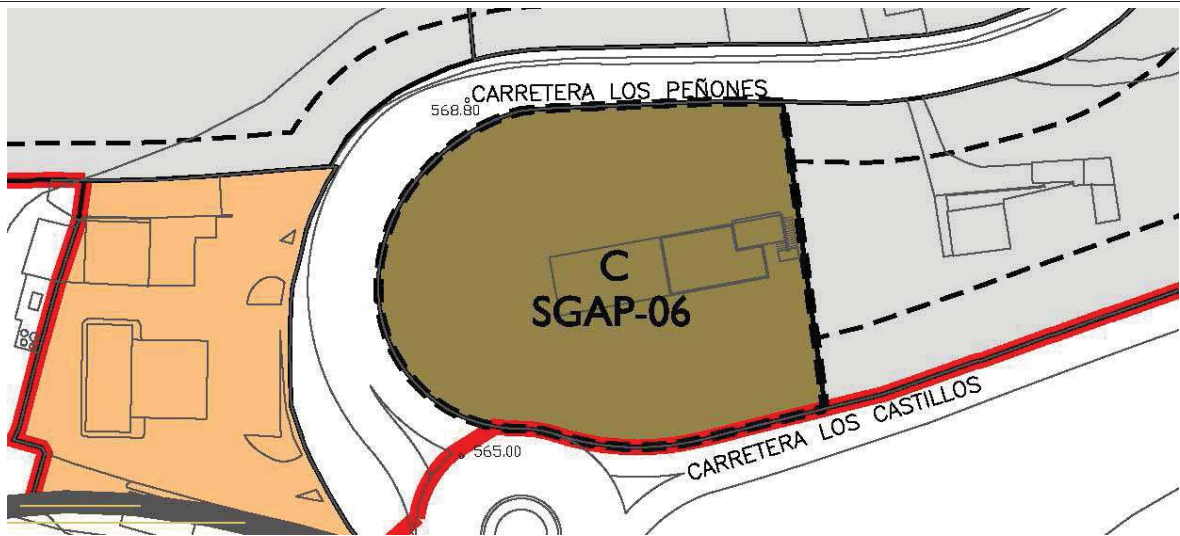 CARRETERA LOS PEÑONES
568.80
C
SGAP-06
565.00
CARRETERA LOS CASTILLOS